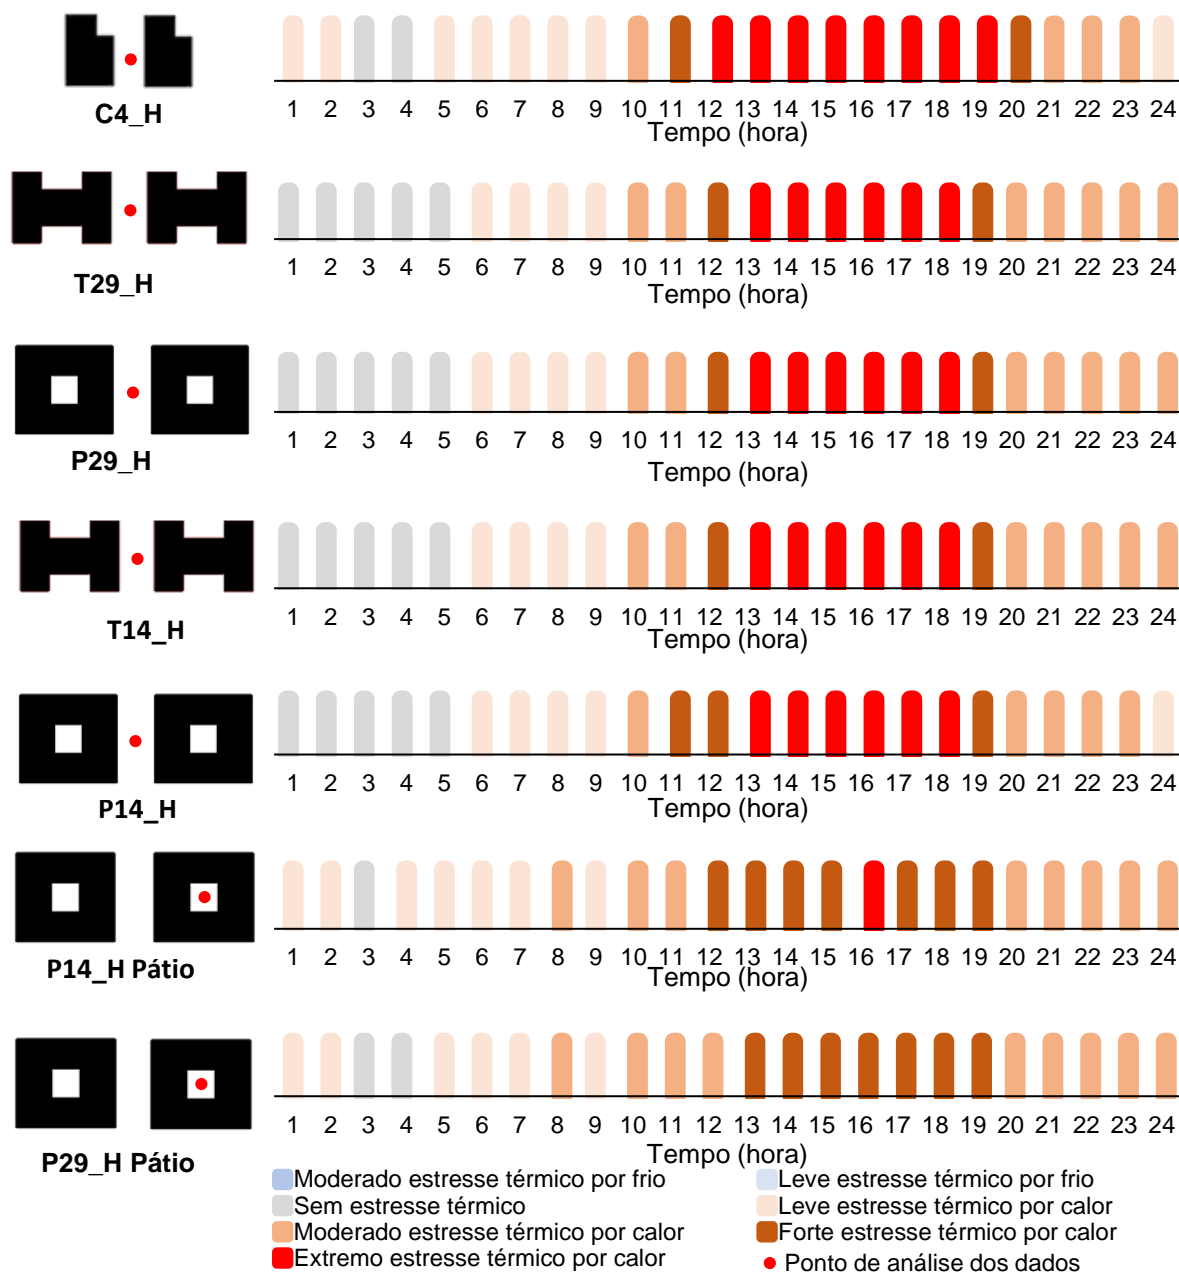 C4_H
1 2 3 4 5 6 7 8 9 10 11 12 13 14 15 16 17 18 19 20 21 22 23 24
Tempo (hora)
T29_H
1 2 3 4 5 6 7 8 9 10 11 12 13 14 15 16 17 18 19 20 21 22 23 24
Tempo (hora)
P29_H
1 2 3 4 5 6 7 8 9 10 11 12 13 14 15 16 17 18 19 20 21 22 23 24
Tempo (hora)
T14_H
1 2 3 4 5 6 7 8 9 10 11 12 13 14 15 16 17 18 19 20 21 22 23 24
Tempo (hora)
P14_H
1 2 3 4 5 6 7 8 9 10 11 12 13 14 15 16 17 18 19 20 21 22 23 24
Tempo (hora)
P14_H Pátio
1 2 3 4 5 6 7 8 9 10 11 12 13 14 15 16 17 18 19 20 21 22 23 24
Tempo (hora)
P29_H Pátio
1 2 3 4 5 6 7 8 9 10 11 12 13 14 15 16 17 18 19 20 21 22 23 24
Tempo (hora)
Moderado estresse térmico por frio
Leve estresse térmico por frio
Sem estresse térmico
Leve estresse térmico por calor
Moderado estresse térmico por calor
Forte estresse térmico por calor
Extremo estresse térmico por calor
Ponto de análise dos dados